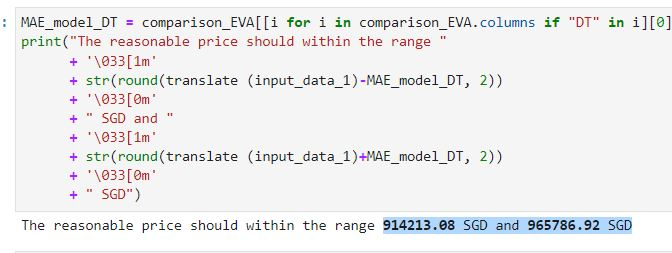 : MAE_model_DT = comparison_EVA[[i for i in comparison_EVA.columns if "DT" in i][0]
print("The reasonable price should within the range "
+ '\033[1m'
+ str(round(translate (input_data_1)-MAE_model_DT, 2))
+ '\033[0m'
+ " SGD and "
+ '\033[1m'
+ str(round(translate (input_data_1)+MAE_model_DT, 2))
+ '\033[0m'
+ " SGD")
The reasonable price should within the range 914213.08 SGD and 965786.92 SGD